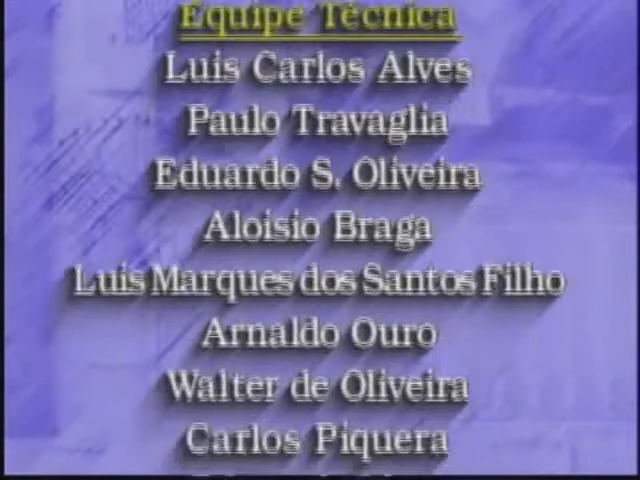 Equipe Técnica
Luis Carlos Alves
Paulo Travaglia
Eduardo S. Oliveira
Aloisio Braga
Luis Marques dos Santos Filho
Arnaldo Ouro
Walter de Oliveira
Carlos Piquera